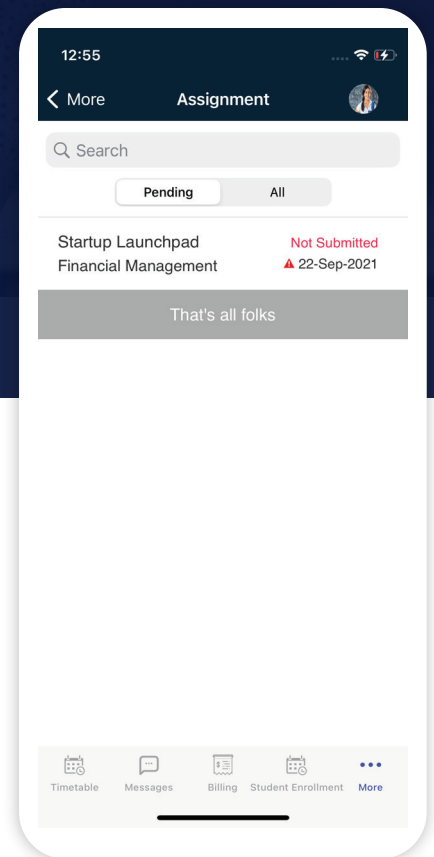 12:55
More Assignment
Search
Pending All
Startup Launchpad Not Submitted
Financial Management 22-Sep-2021
That's all folks
Timetable Messages Billing Student Enrollment More